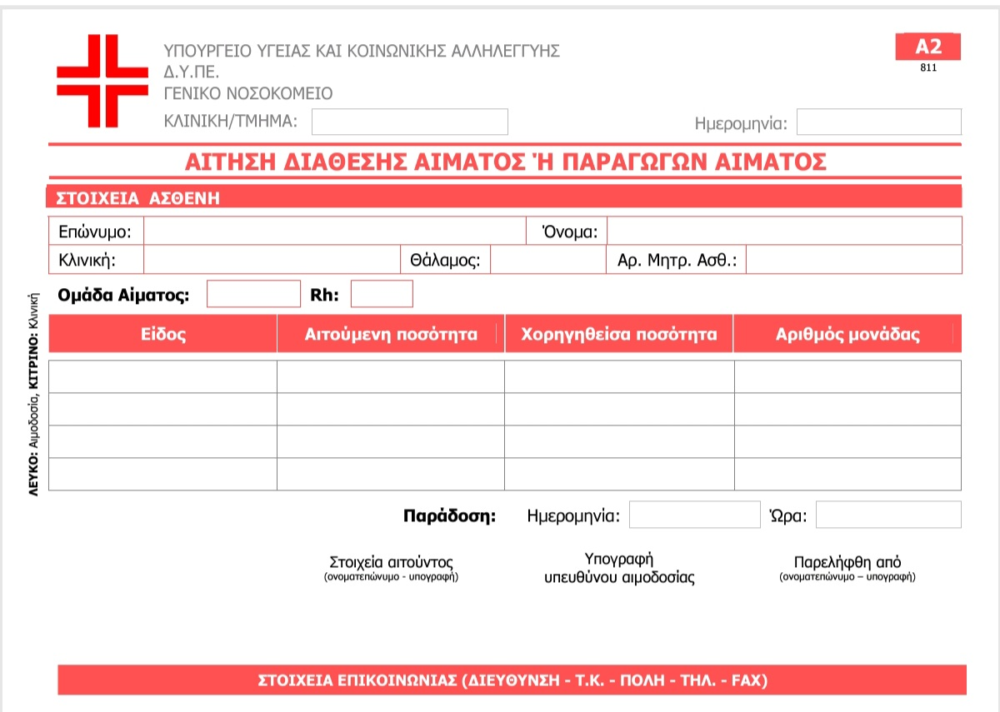 ΥΠΟΥΡΓΕΙΟ ΥΓΕΙΑΣ ΚΑΙ ΚΟΙΝΩΝΙΚΗΣ ΑΛΛΗΛΕΓΓΥΗΣ
Δ.Υ.ΠΕ.
ΓΕΝΙΚΟ ΝΟΣΟΚΟΜΕΙΟ
ΚΛΙΝΙΚΗ/ΤΜΗΜΑ:
A2
811
Ημερομηνία:
ΑΙΤΗΣΗ ΔΙΑΘΕΣΗΣ ΑΙΜΑΤΟΣ Ή ΠΑΡΑΓΩΓΩΝ ΑΙΜΑΤΟΣ
ΣΤΟΙΧΕΙΑ ΑΣΘΕΝΗ
Επώνυμο: Όνομα:
Κλινική: Θάλαμος: Αρ. Μητρ. Ασθ.:
Ομάδα Αίματος: Rh:
Είδος Αιτούμενη ποσότητα Χορηγηθείσα ποσότητα Αριθμός μονάδας
ΛΕΥΚΟ: Αιμοδοσία, ΚΙΤΡΙΝΟ: Κλινική
Παράδοση: Ημερομηνία: Ώρα:
Στοιχεία αιτούντος
(ονοματεπώνυμο - υπογραφή)
Υπογραφή
υπευθύνου αιμοδοσίας
Παρελήφθη από
(ονοματεπώνυμο – υπογραφή)
ΣΤΟΙΧΕΙΑ ΕΠΙΚΟΙΝΩΝΙΑΣ (ΔΙΕΥΘΥΝΣΗ - Τ.Κ. - ΠΟΛΗ - ΤΗΛ. - FAX)